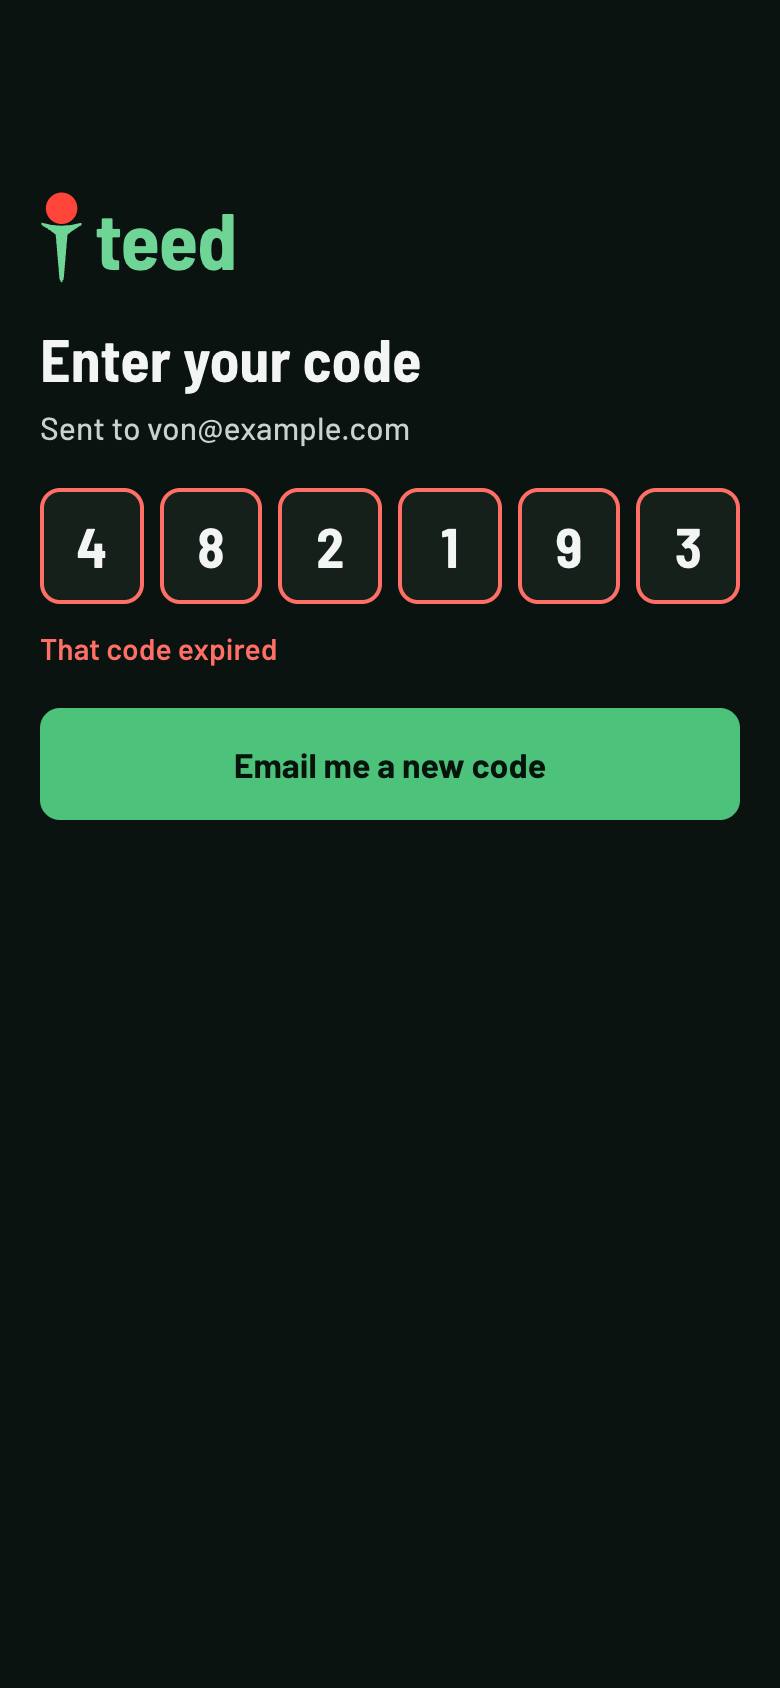 teed
Enter your code
Sent to von@example.com
4 8 2 1 9 3
That code expired
Email me a new code